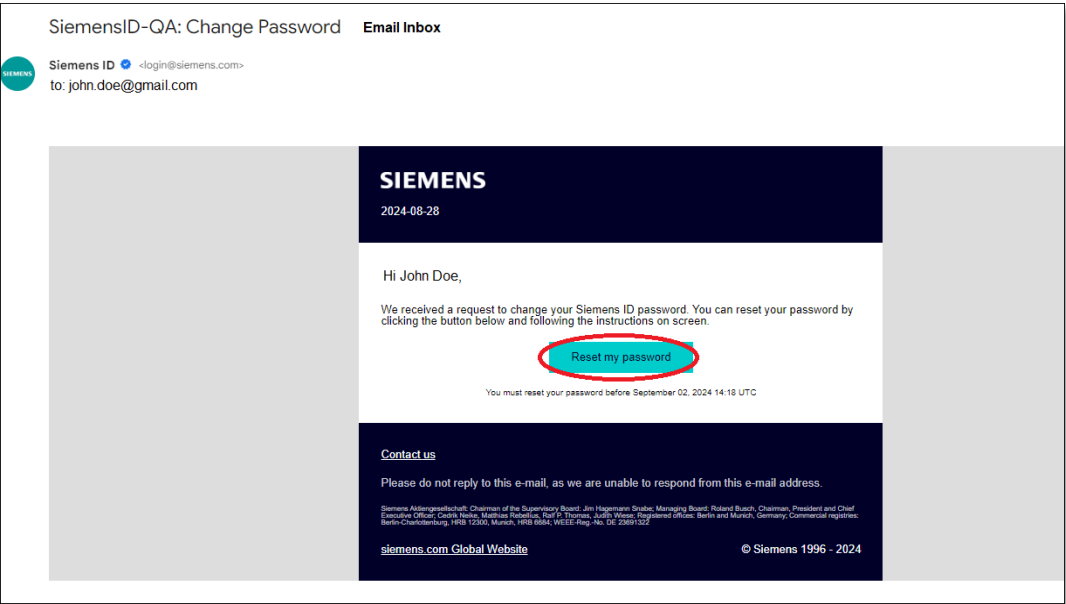 SiemensID-QA: Change Password Email Inbox
Siemens ID <login@siemens.com>
SIEMENS
to: john.doe@gmail.com
SIEMENS
2024-08-28
Hi John Doe,
We received a request to change your Siemens ID password. You can reset your password by
clicking the button below and following the instructions on screen.
Reset my password
You must reset your password before September 02, 2024 14:18 UTC
Contact us
Please do not reply to this e-mail, as we are unable to respond from this e-mail address.
Siemens Aktiengesellschaft: Chairman of the Supervisory Board: Jim Hagemann Snabe; Managing Board: Roland Busch, Chairman, President and Chief
Executive Officer; Cedrik Neike, Matthias Rebellius, Ralf P. Thomas, Judith Wiese; Registered offices: Berlin and Munich, Germany; Commercial registries:
Berlin-Charlottenburg, HRB 12300, Munich, HRB 6684; WEEE-Reg.-No. DE 23691322
siemens.com Global Website
© Siemens 1996 - 2024